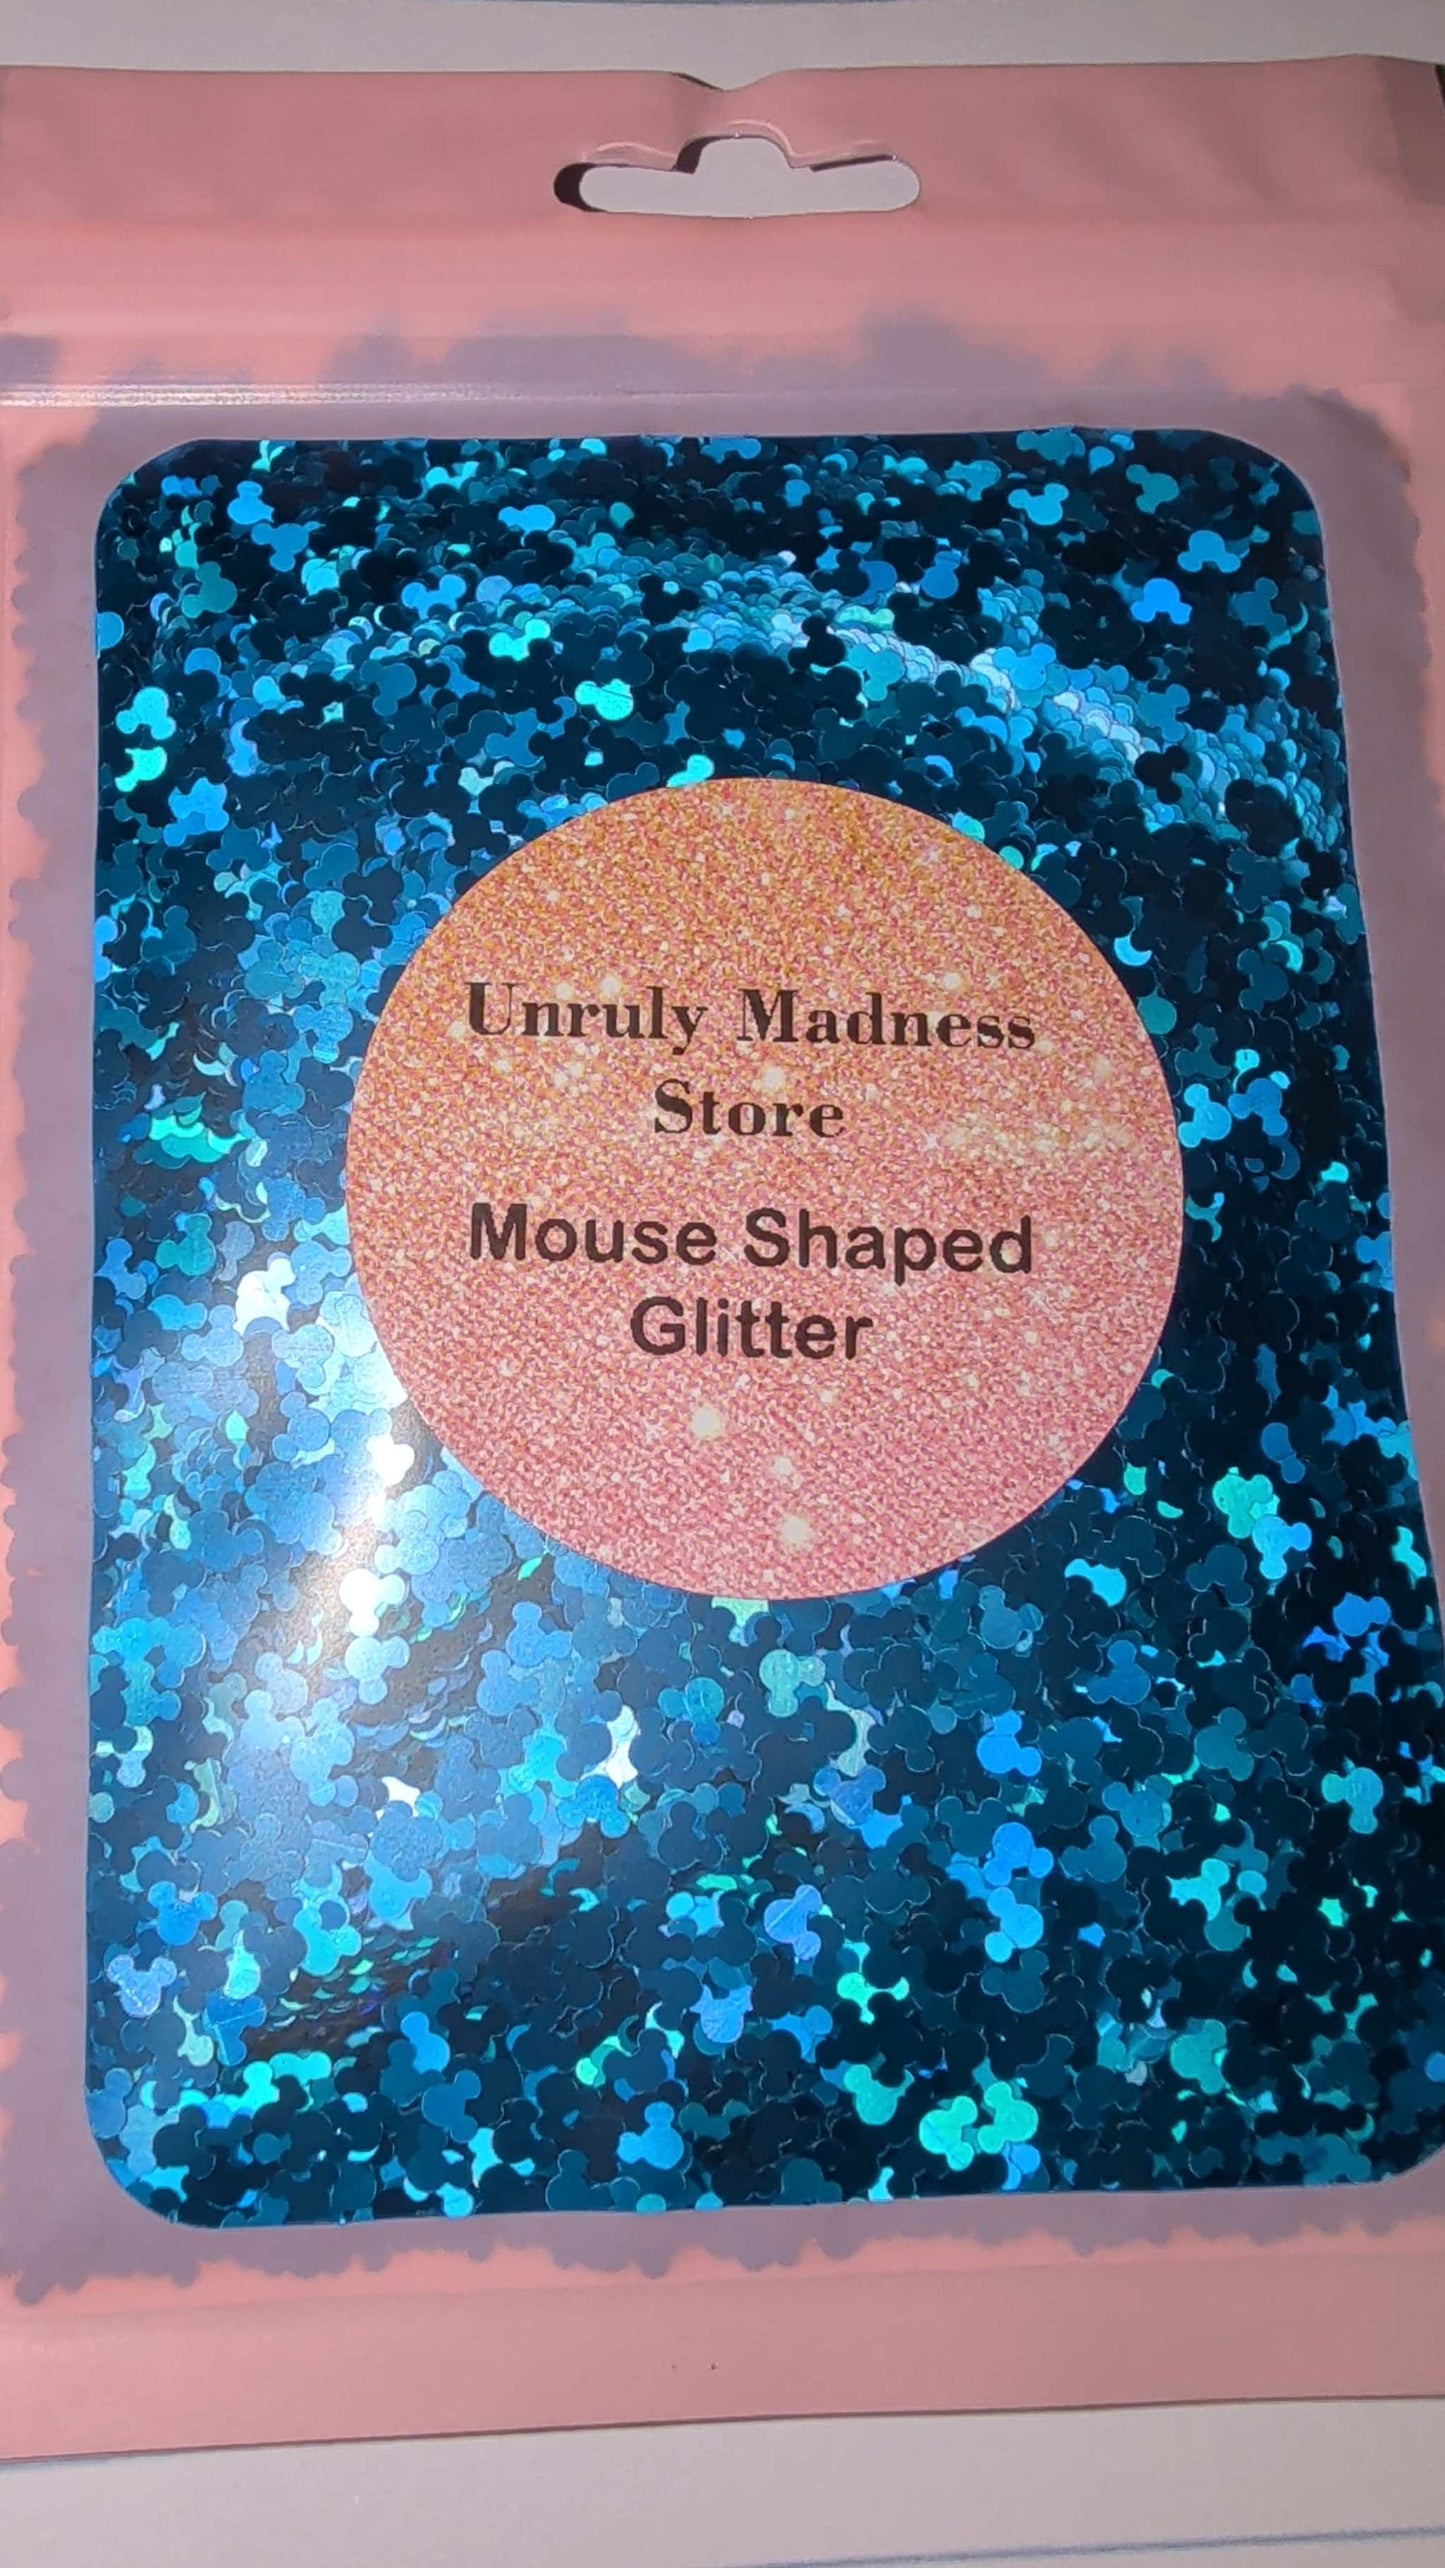 Unruly Madness
Store
Mouse Shaped
Glitter